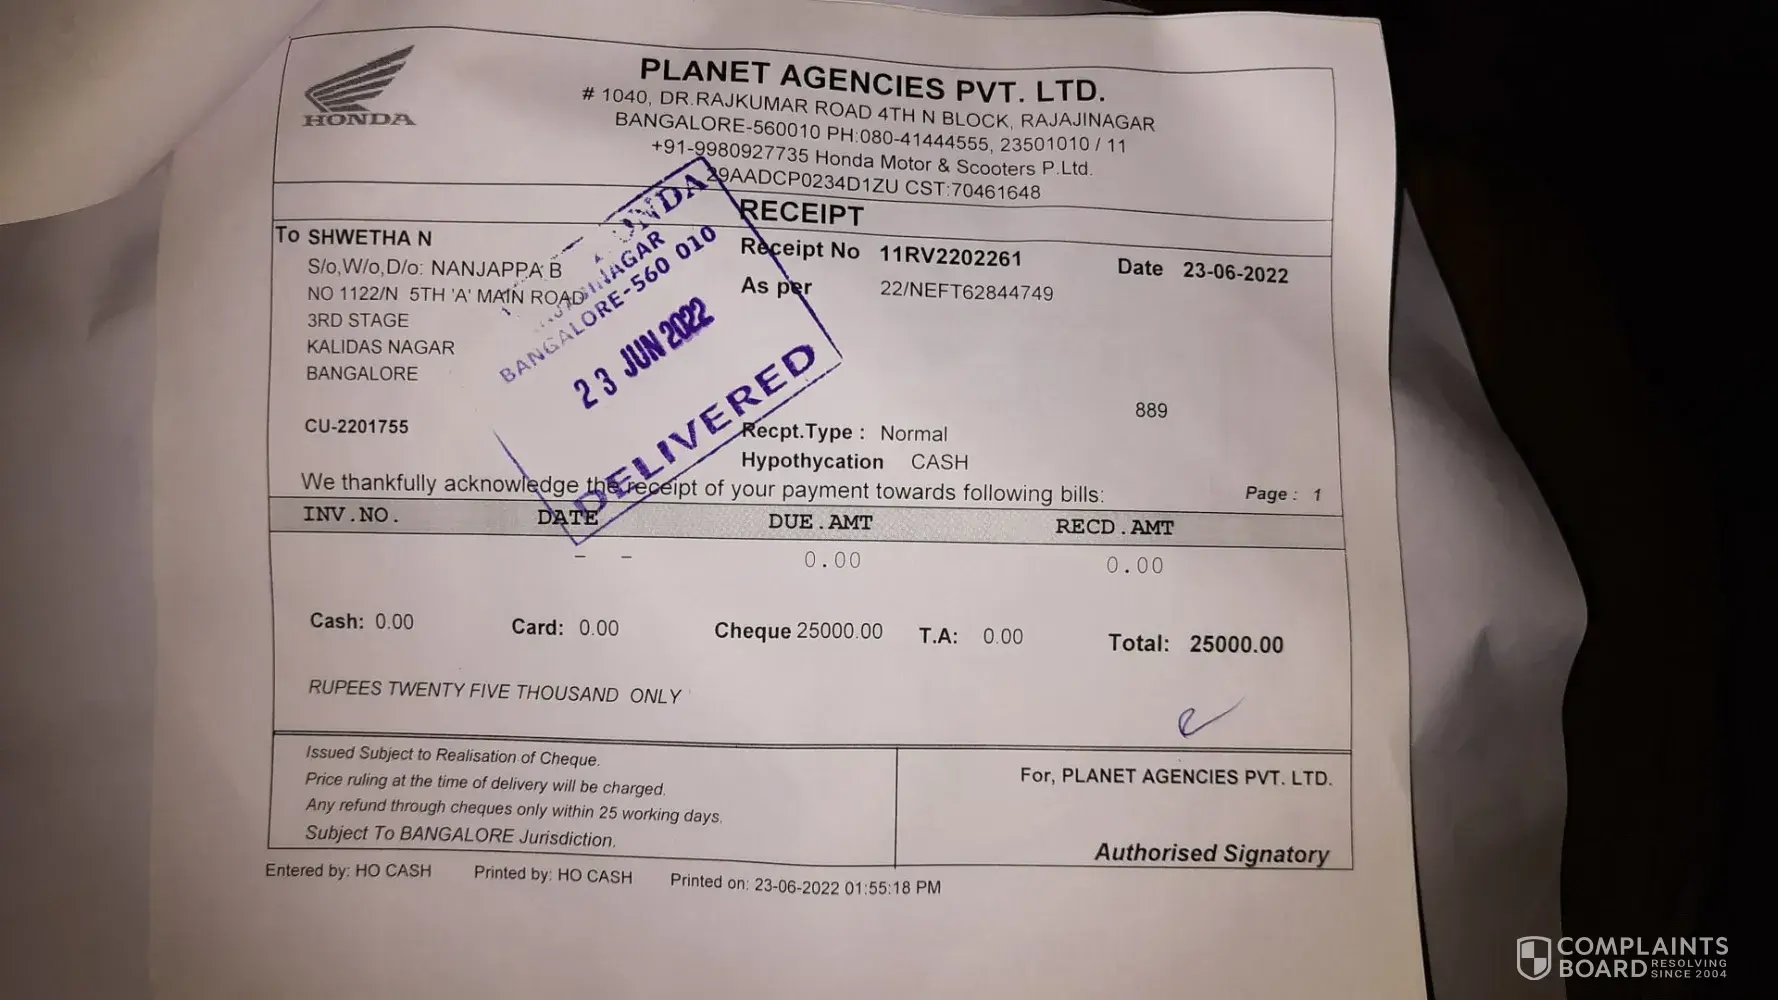 HONDA
PLANET AGENCIES PVT. LTD.
# 1040, DR.RAJKUMAR ROAD 4TH N BLOCK, RAJAJINAGAR
BANGALORE-560010 PH:080-41444555, 23501010 / 11
+91-9980927735 Honda Motor & Scooters P.Ltd.
29AADCP0234D1ZU CST:70461648
RECEIPT
To SHWETHA N
S/o,W/o,D/o: NANJAPPA B
NO 1122/N 5TH 'A' MAIN ROAD
3RD STAGE
KALIDAS NAGAR
BANGALORE
CU-2201755
Receipt No 11RV2202261
Date 23-06-2022
As per 22/NEFT62844749
889
Recpt.Type : Normal
Hypothycation CASH
BANGALORE-560 010
23 JUN 2022
DELIVERED
We thankfully acknowledge the receipt of your payment towards following bills:
Page : 1
INV.NO. DATE DUE.AMT RECD.AMT
- - 0.00 0.00
Cash: 0.00 Card: 0.00 Cheque 25000.00 T.A: 0.00 Total: 25000.00
RUPEES TWENTY FIVE THOUSAND ONLY
Issued Subject to Realisation of Cheque.
Price ruling at the time of delivery will be charged.
Any refund through cheques only within 25 working days.
Subject To BANGALORE Jurisdiction.
For, PLANET AGENCIES PVT. LTD.
Authorised Signatory
Entered by: HO CASH Printed by: HO CASH Printed on: 23-06-2022 01:55:18 PM
COMPLAINTS
BOARD RESOLVING SINCE 2004